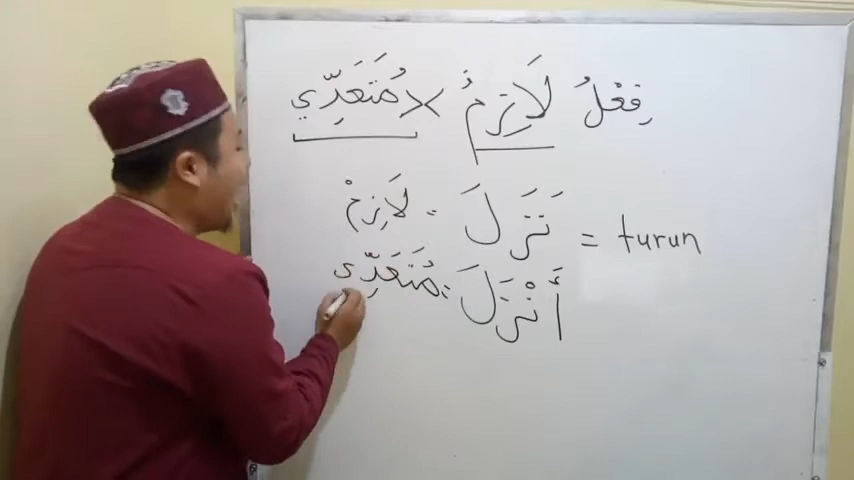 فِعْلُ لَازِمٌ X مُتَعَدِّي
turun = نَزَلَ = لَازِمْ
أَنْزَلَ : مُتَعَدِّي